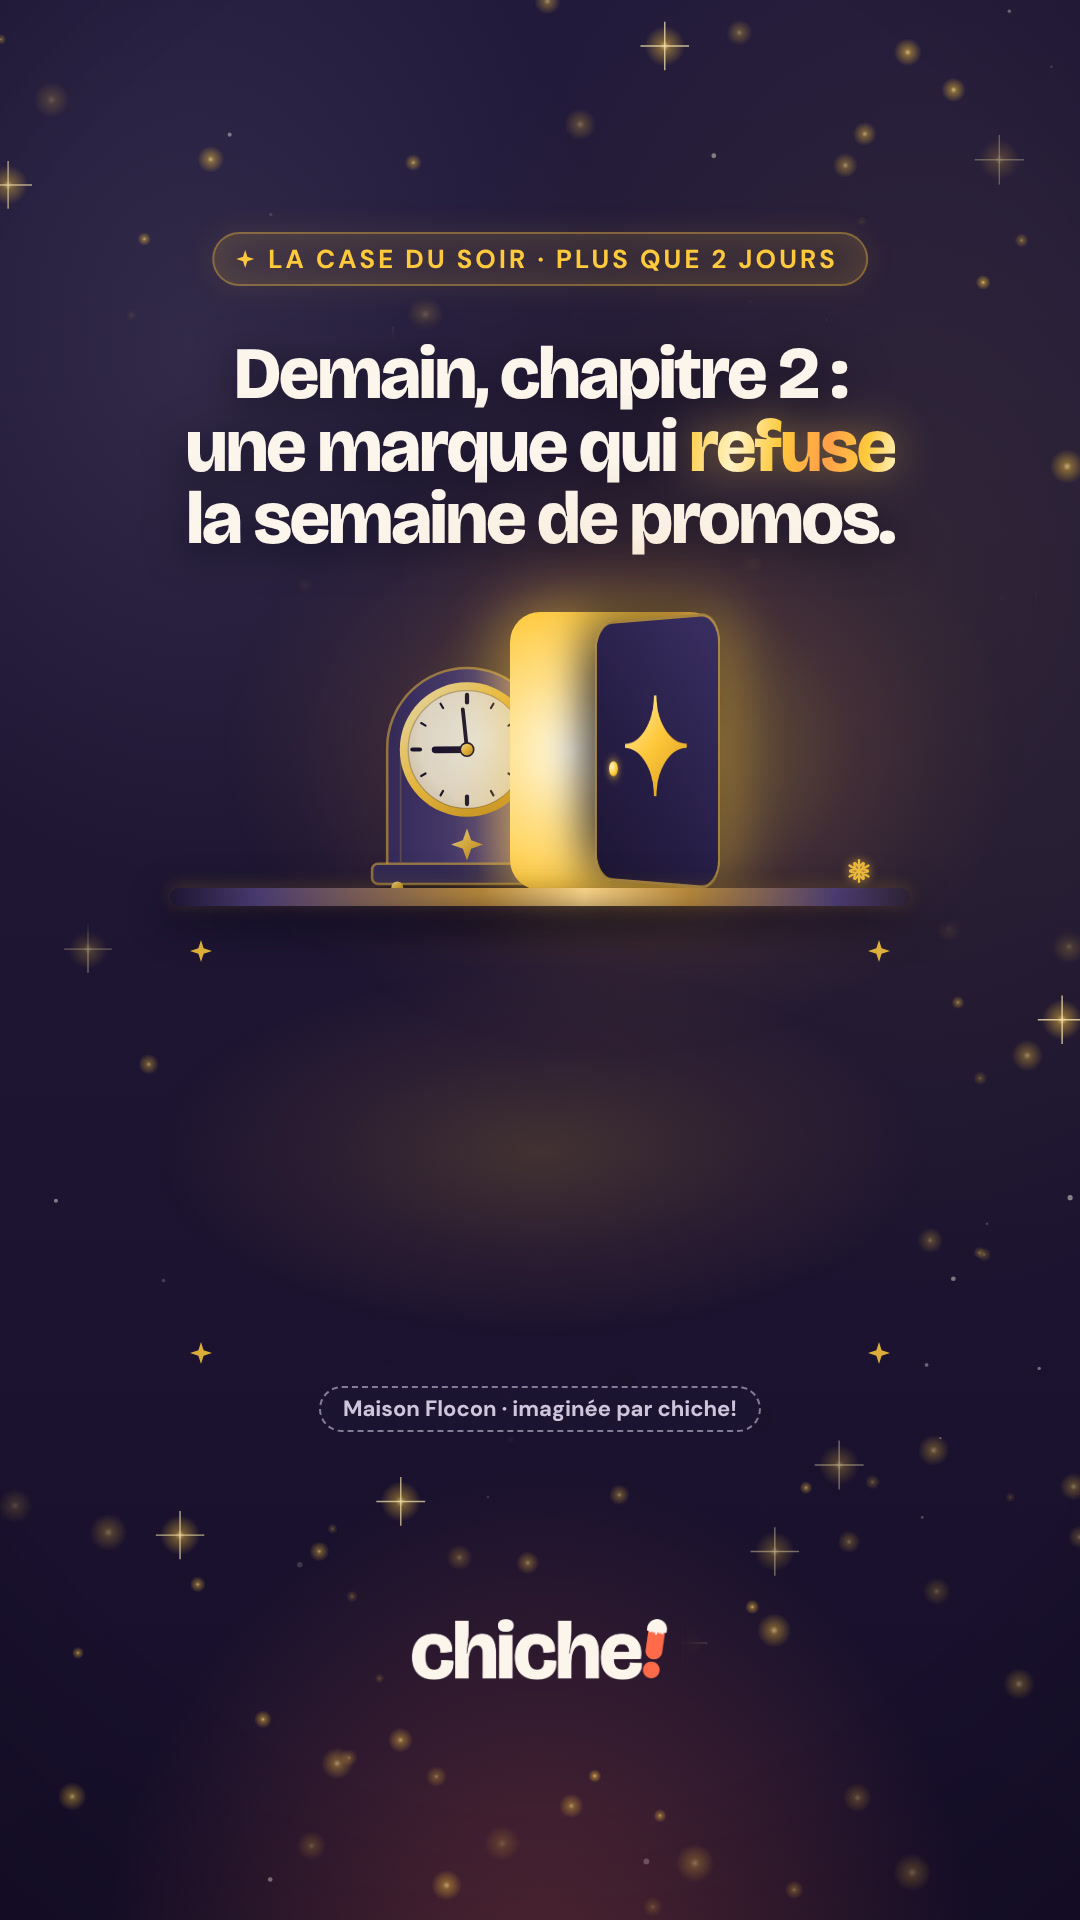 LA CASE DU SOIR · PLUS QUE 2 JOURS
Demain, chapitre 2 :
une marque qui refuse
la semaine de promos.
Maison Flocon · imaginée par chiche!
chiche!